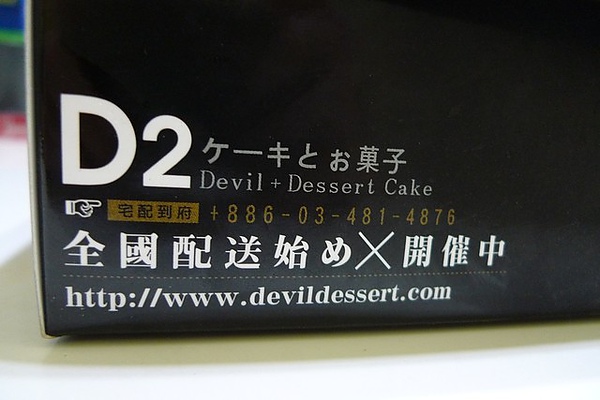 D2 ケーキとぉ菓子
Devil+Dessert Cake
☞ 宅配到府 +886-03-481-4876
全國配送始め×開催中
http://www.devildessert.com